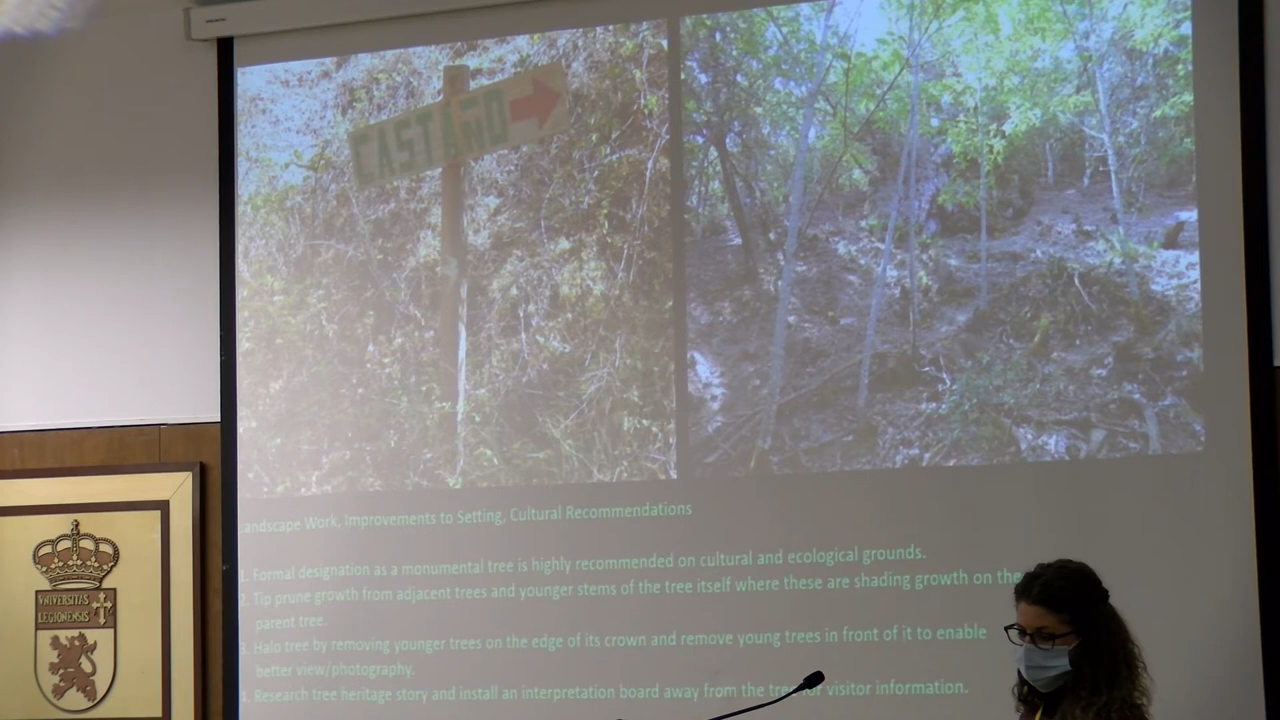 CASTAÑO
andscape Work, Improvements to Setting, Cultural Recommendations
1. Formal designation as a monumental tree is highly recommended on cultural and ecological grounds.
2. Tip prune growth from adjacent trees and younger stems of the tree itself where these are shading growth on the
parent tree.
3. Halo tree by removing younger trees on the edge of its crown and remove young trees in front of it to enable
better view/photography.
4. Research tree heritage story and install an interpretation board away from the tree for visitor information.
VNIVERSITAS
LEGIONENSIS